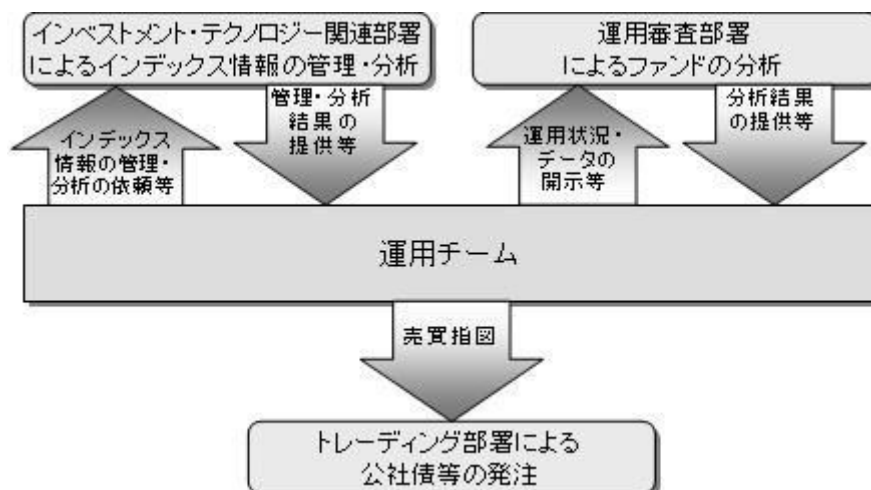 インベストメント・テクノロジー関連部署
によるインデックス情報の管理・分析
運用審査部署
によるファンドの分析
インデックス
情報の管理・
分析の依頼等
管理・分析
結果の
提供等
運用状況・
データの
開示等
分析結果
の提供等
運用チーム
売買指図
トレーディング部署による
公社債等の発注